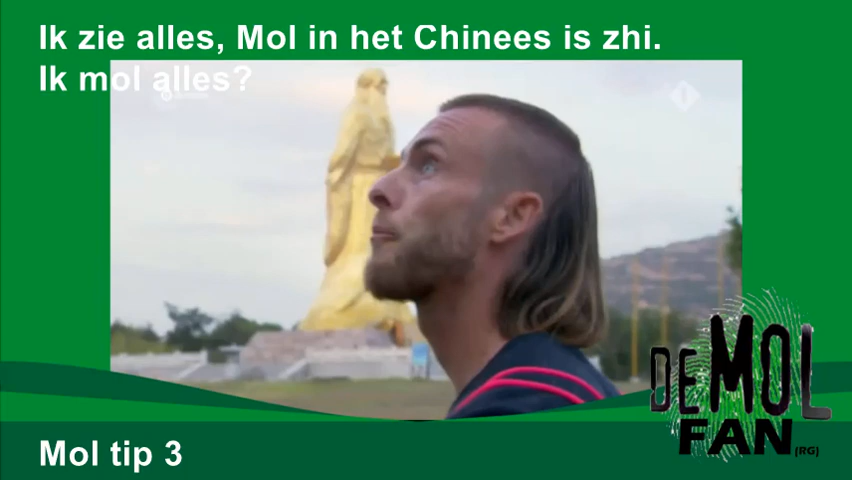 Ik zie alles, Mol in het Chinees is zhi.
Ik mol alles?
DE MOL
FAN (RG)
Mol tip 3